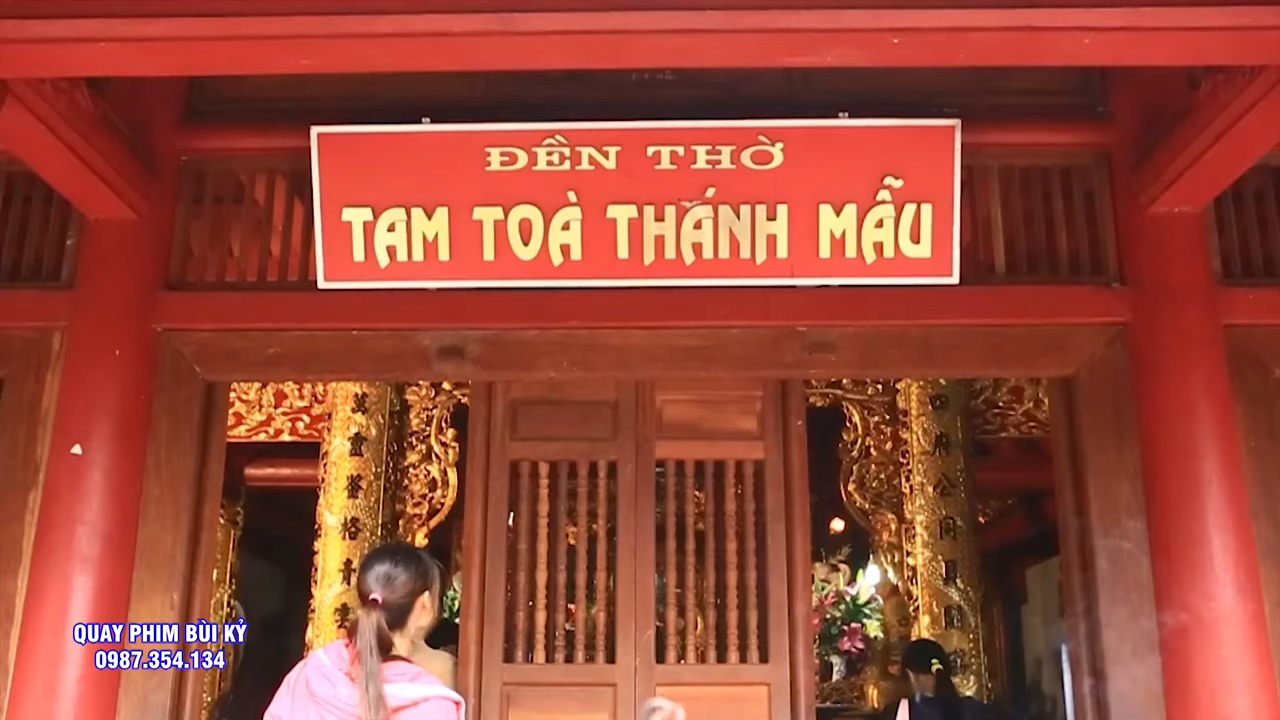 ĐỀN THỜ
TAM TOÀ THÁNH MẪU
QUAY PHIM BÙI KỶ
0987.354.134